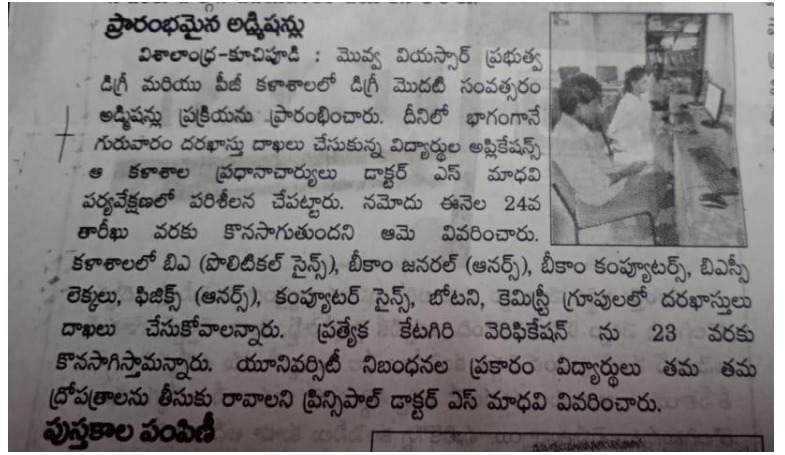 ప్రారంభమైన అడ్మిషన్లు
విశాలాంధ్ర-కూచిపూడి : మొవ్వ వియస్సార్ ప్రభుత్వ
డిగ్రీ మరియు పీజీ కళాశాలలో డిగ్రీ మొదటి సంవత్సరం
అడ్మిషన్లు ప్రక్రియను ప్రారంభించారు. దీనిలో భాగంగానే
గురువారం దరఖాస్తు దాఖలు చేసుకున్న విద్యార్థుల అప్లికేషన్స్
ఆ కళాశాల ప్రధానాచార్యులు డాక్టర్ ఎస్ మాధవి
పర్యవేక్షణలో పరిశీలన చేపట్టారు. నమోదు ఈనెల 24వ
తారీఖు వరకు కొనసాగుతుందని ఆమె వివరించారు.
కళాశాలలో బిఎ (పొలిటికల్ సైన్స్), బీకాం జనరల్ (ఆనర్స్), బీకాం కంప్యూటర్స్, బిఎస్సీ
లెక్కలు, ఫిజిక్స్ (ఆనర్స్), కంప్యూటర్ సైన్స్, బోటని, కెమిస్ట్రీ గ్రూపులలో దరఖాస్తులు
దాఖలు చేసుకోవాలన్నారు. ప్రత్యేక కేటగిరి వెరిఫికేషన్ ను 23 వరకు
కొనసాగిస్తామన్నారు. యూనివర్సిటీ నిబంధనల ప్రకారం విద్యార్థులు తమ తమ
ధ్రోపత్రాలను తీసుకు రావాలని ప్రిన్సిపాల్ డాక్టర్ ఎస్ మాధవి వివరించారు.
పుస్తకాల పంపిణీ